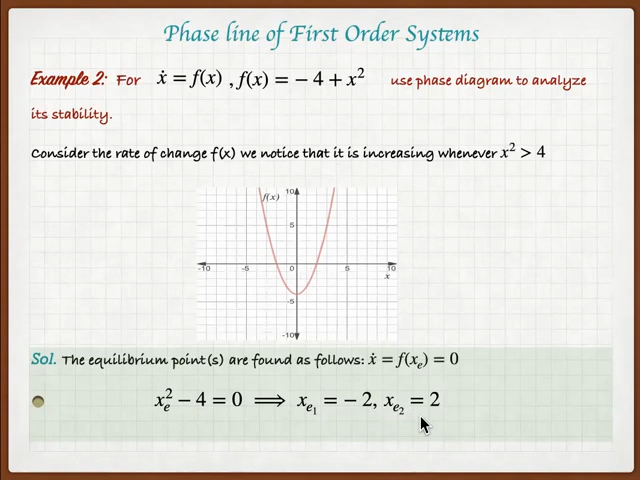 Phase line of First Order Systems
Example 2: For ẋ = f(x) , f(x) = − 4 + x² use phase diagram to analyze
its stability.
Consider the rate of change f(x) we notice that it is increasing whenever x² > 4
f(x) 10
5
-10 -5 0 5 10
x
-5
-10
Sol. The equilibrium point(s) are found as follows: ẋ = f(xₑ) = 0
xₑ² − 4 = 0 ⟹ xₑ₁ = − 2, xₑ₂ = 2